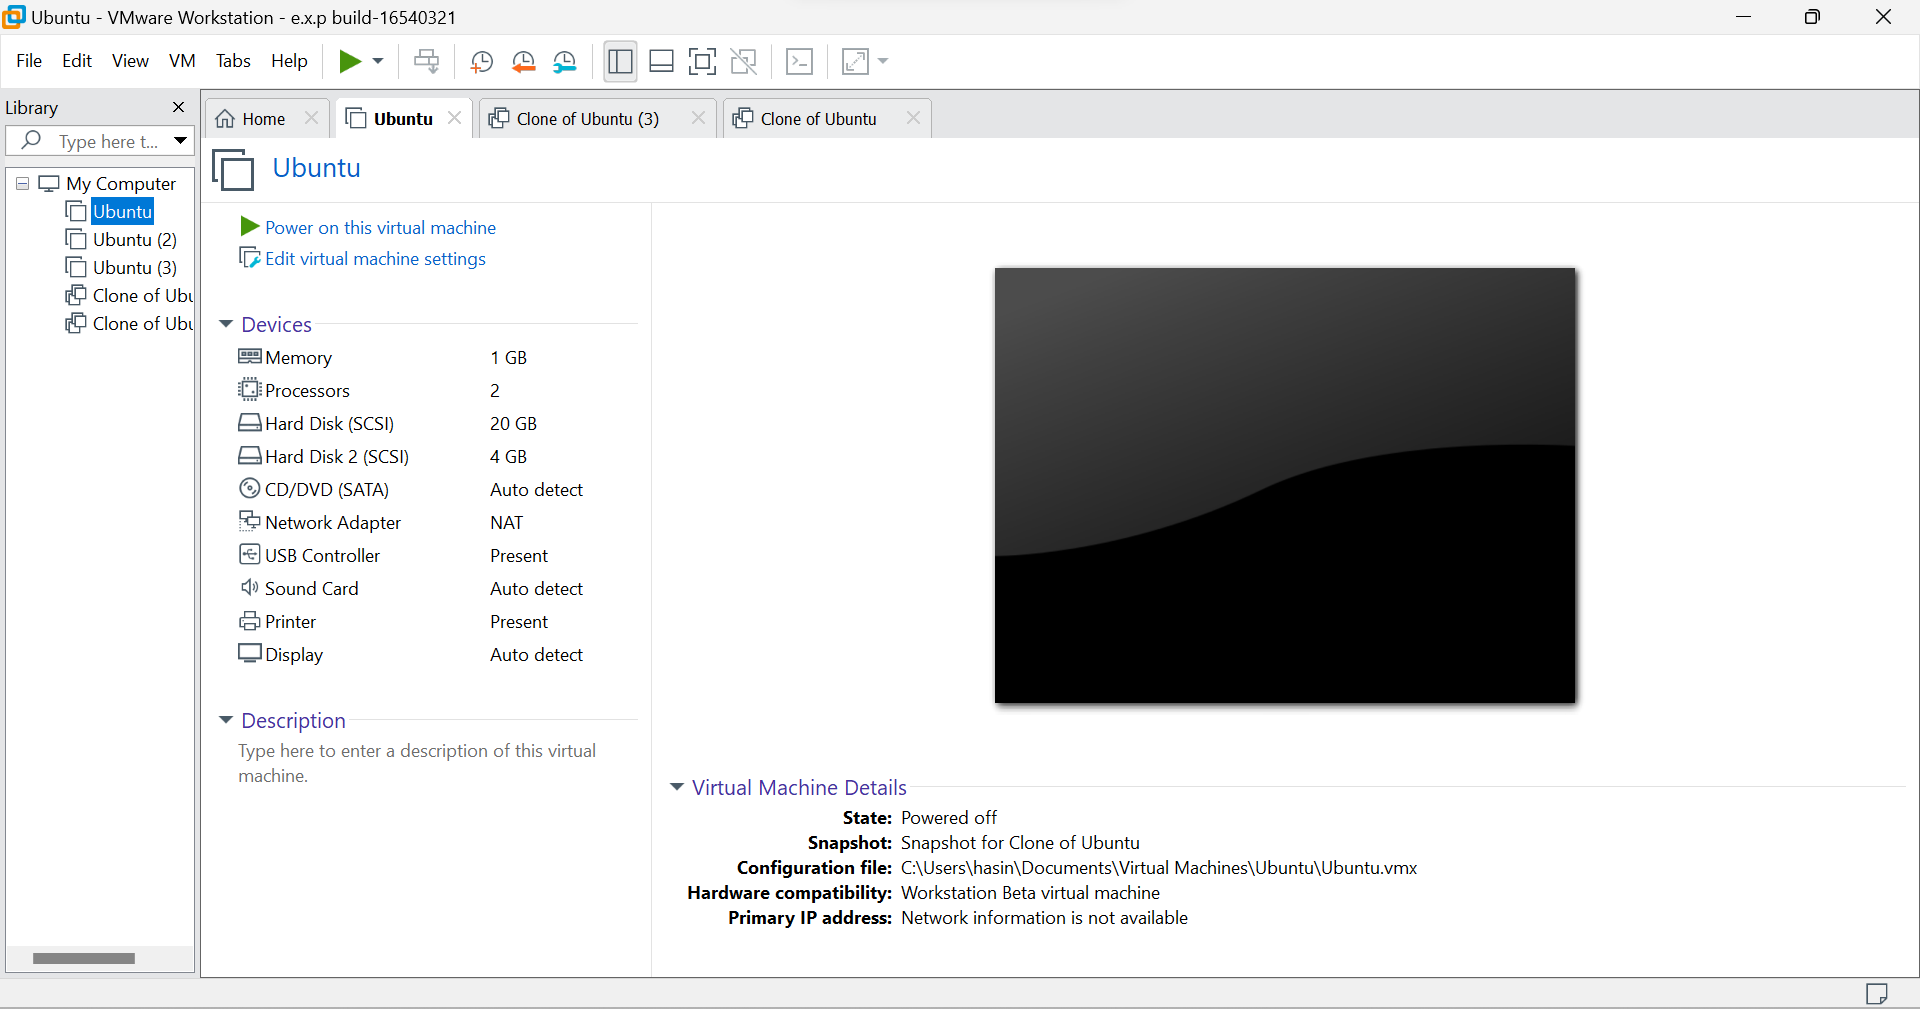 Ubuntu - VMware Workstation - e.x.p build-16540321
File Edit View VM Tabs Help
Library
Type here t...
My Computer
Ubuntu
Ubuntu (2)
Ubuntu (3)
Clone of Ubu
Clone of Ubu
Home Ubuntu Clone of Ubuntu (3) Clone of Ubuntu
Ubuntu
Power on this virtual machine
Edit virtual machine settings
Devices
Memory 1 GB
Processors 2
Hard Disk (SCSI) 20 GB
Hard Disk 2 (SCSI) 4 GB
CD/DVD (SATA) Auto detect
Network Adapter NAT
USB Controller Present
Sound Card Auto detect
Printer Present
Display Auto detect
Description
Type here to enter a description of this virtual
machine.
Virtual Machine Details
State: Powered off
Snapshot: Snapshot for Clone of Ubuntu
Configuration file: C:\Users\hasin\Documents\Virtual Machines\Ubuntu\Ubuntu.vmx
Hardware compatibility: Workstation Beta virtual machine
Primary IP address: Network information is not available